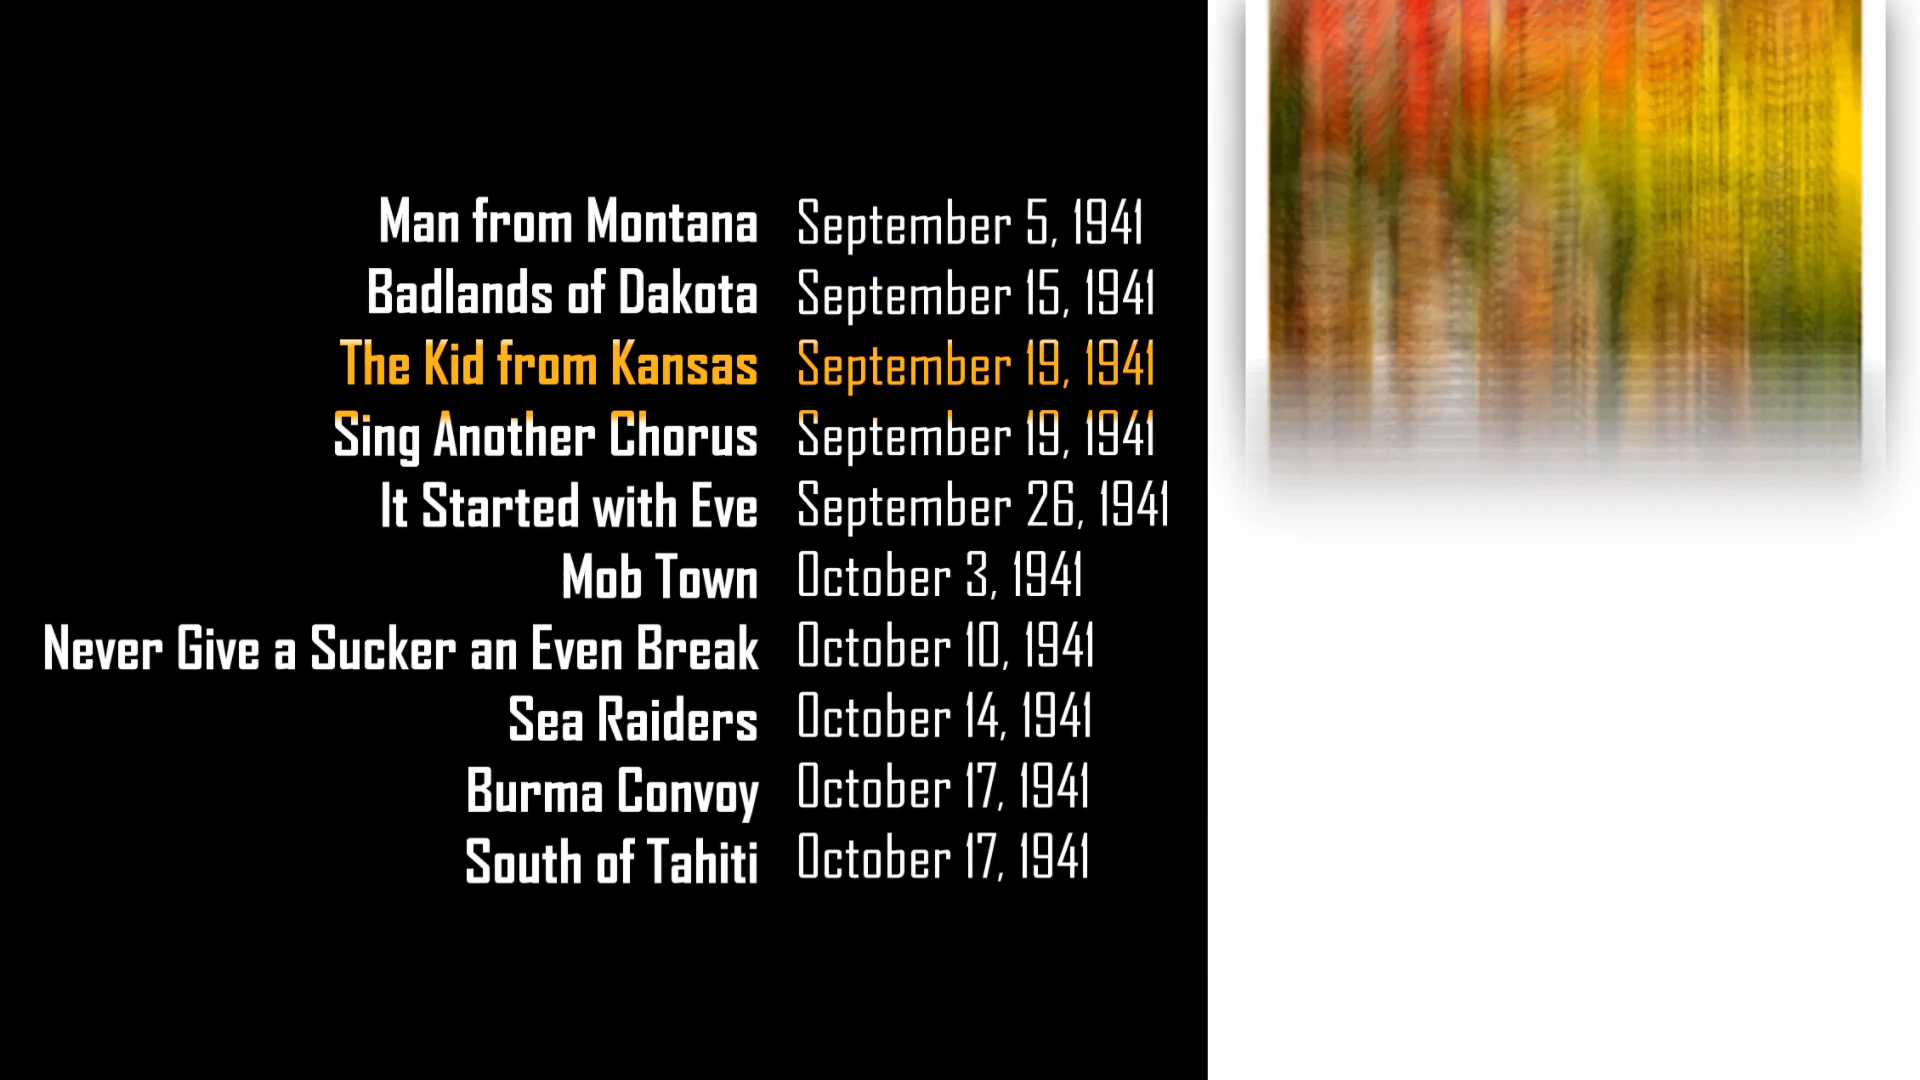 Man from Montana September 5, 1941
Badlands of Dakota September 15, 1941
The Kid from Kansas September 19, 1941
Sing Another Chorus September 19, 1941
It Started with Eve September 26, 1941
Mob Town October 3, 1941
Never Give a Sucker an Even Break October 10, 1941
Sea Raiders October 14, 1941
Burma Convoy October 17, 1941
South of Tahiti October 17, 1941